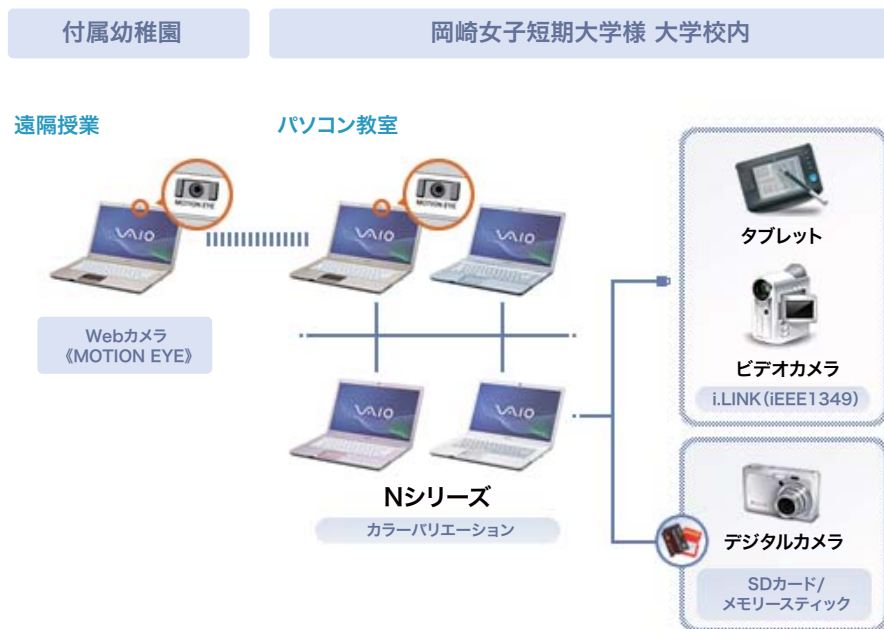 付属幼稚園
岡崎女子短期大学様 大学校内
遠隔授業
パソコン教室
MOTION EYE
MOTION EYE
VAIO
VAIO
VAIO
タブレット
Webカメラ
《MOTION EYE》
ビデオカメラ
i.LINK（iEEE1349）
VAIO
VAIO
Nシリーズ
カラーバリエーション
デジタルカメラ
SDカード/
メモリースティック